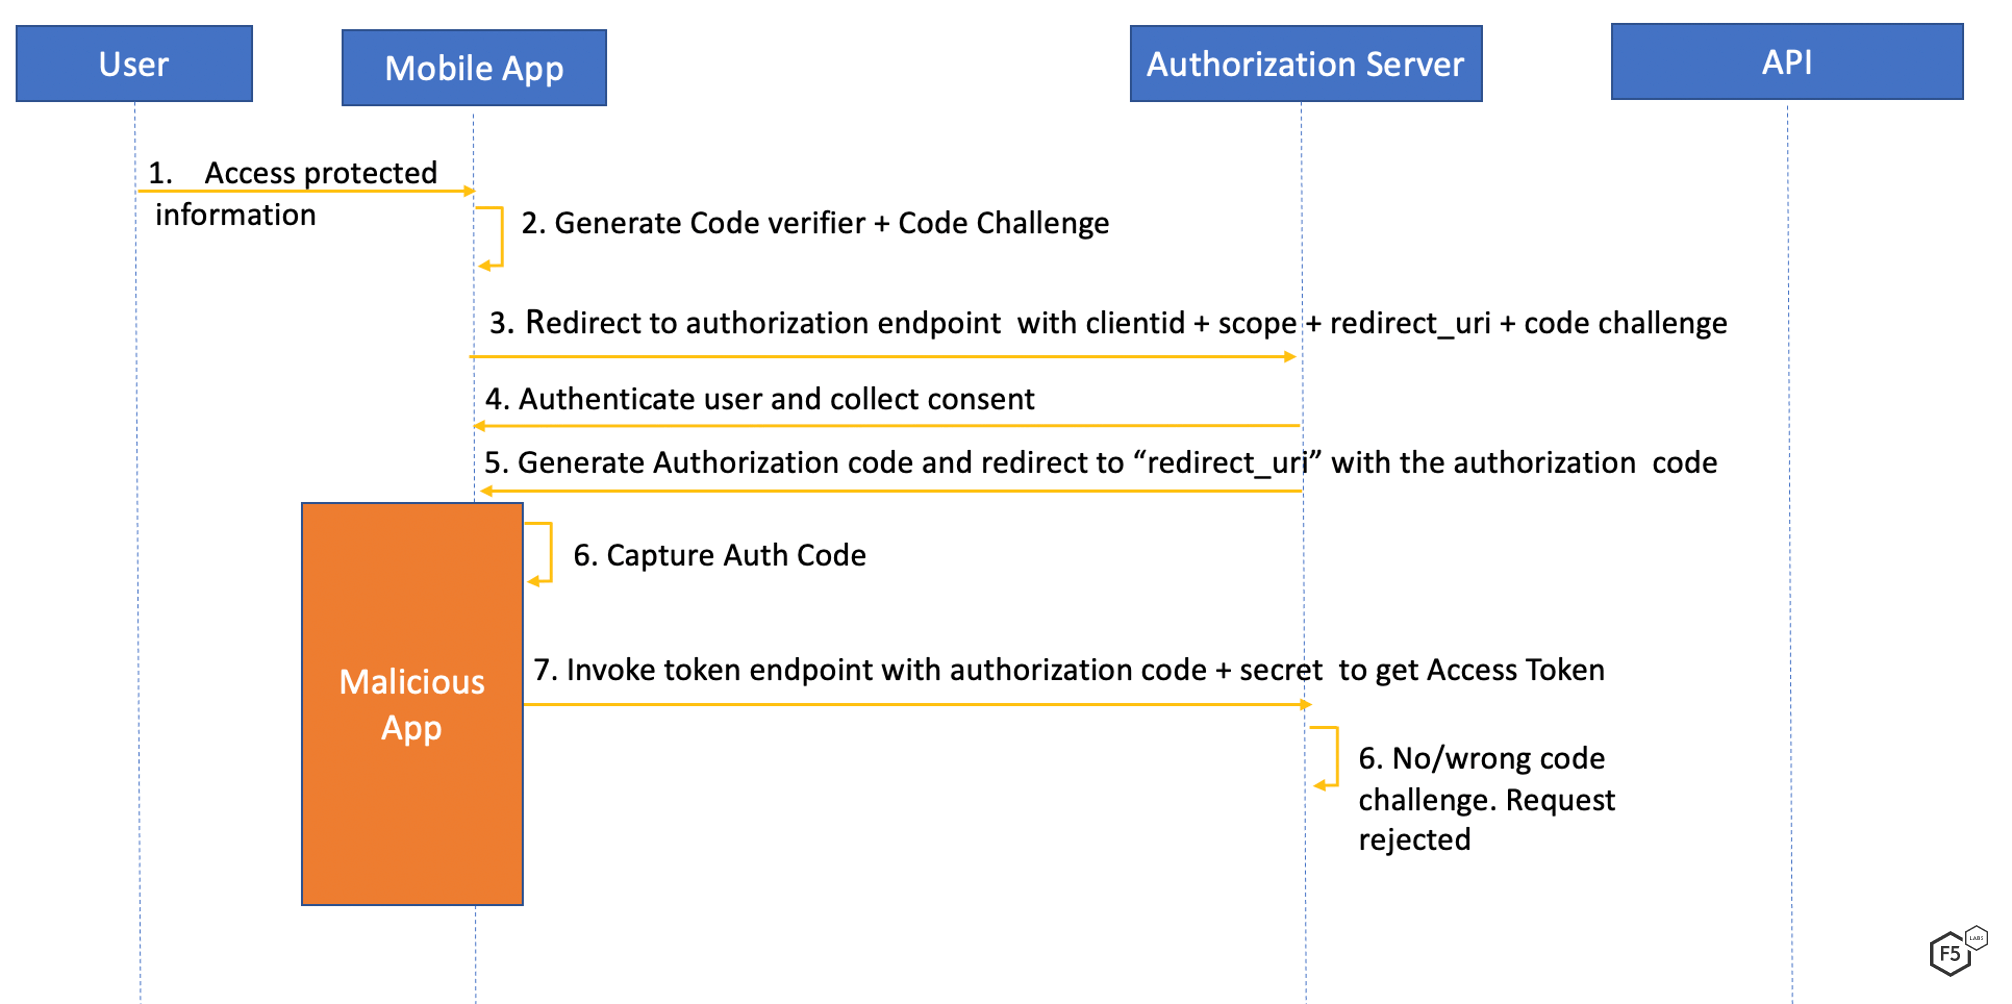 User
Mobile App
Authorization Server
API
1. Access protected
information
2. Generate Code verifier + Code Challenge
3. Redirect to authorization endpoint with clientid + scope + redirect_uri + code challenge
4. Authenticate user and collect consent
5. Generate Authorization code and redirect to “redirect_uri” with the authorization code
6. Capture Auth Code
Malicious
App
7. Invoke token endpoint with authorization code + secret to get Access Token
6. No/wrong code
challenge. Request
rejected
F5
LABS